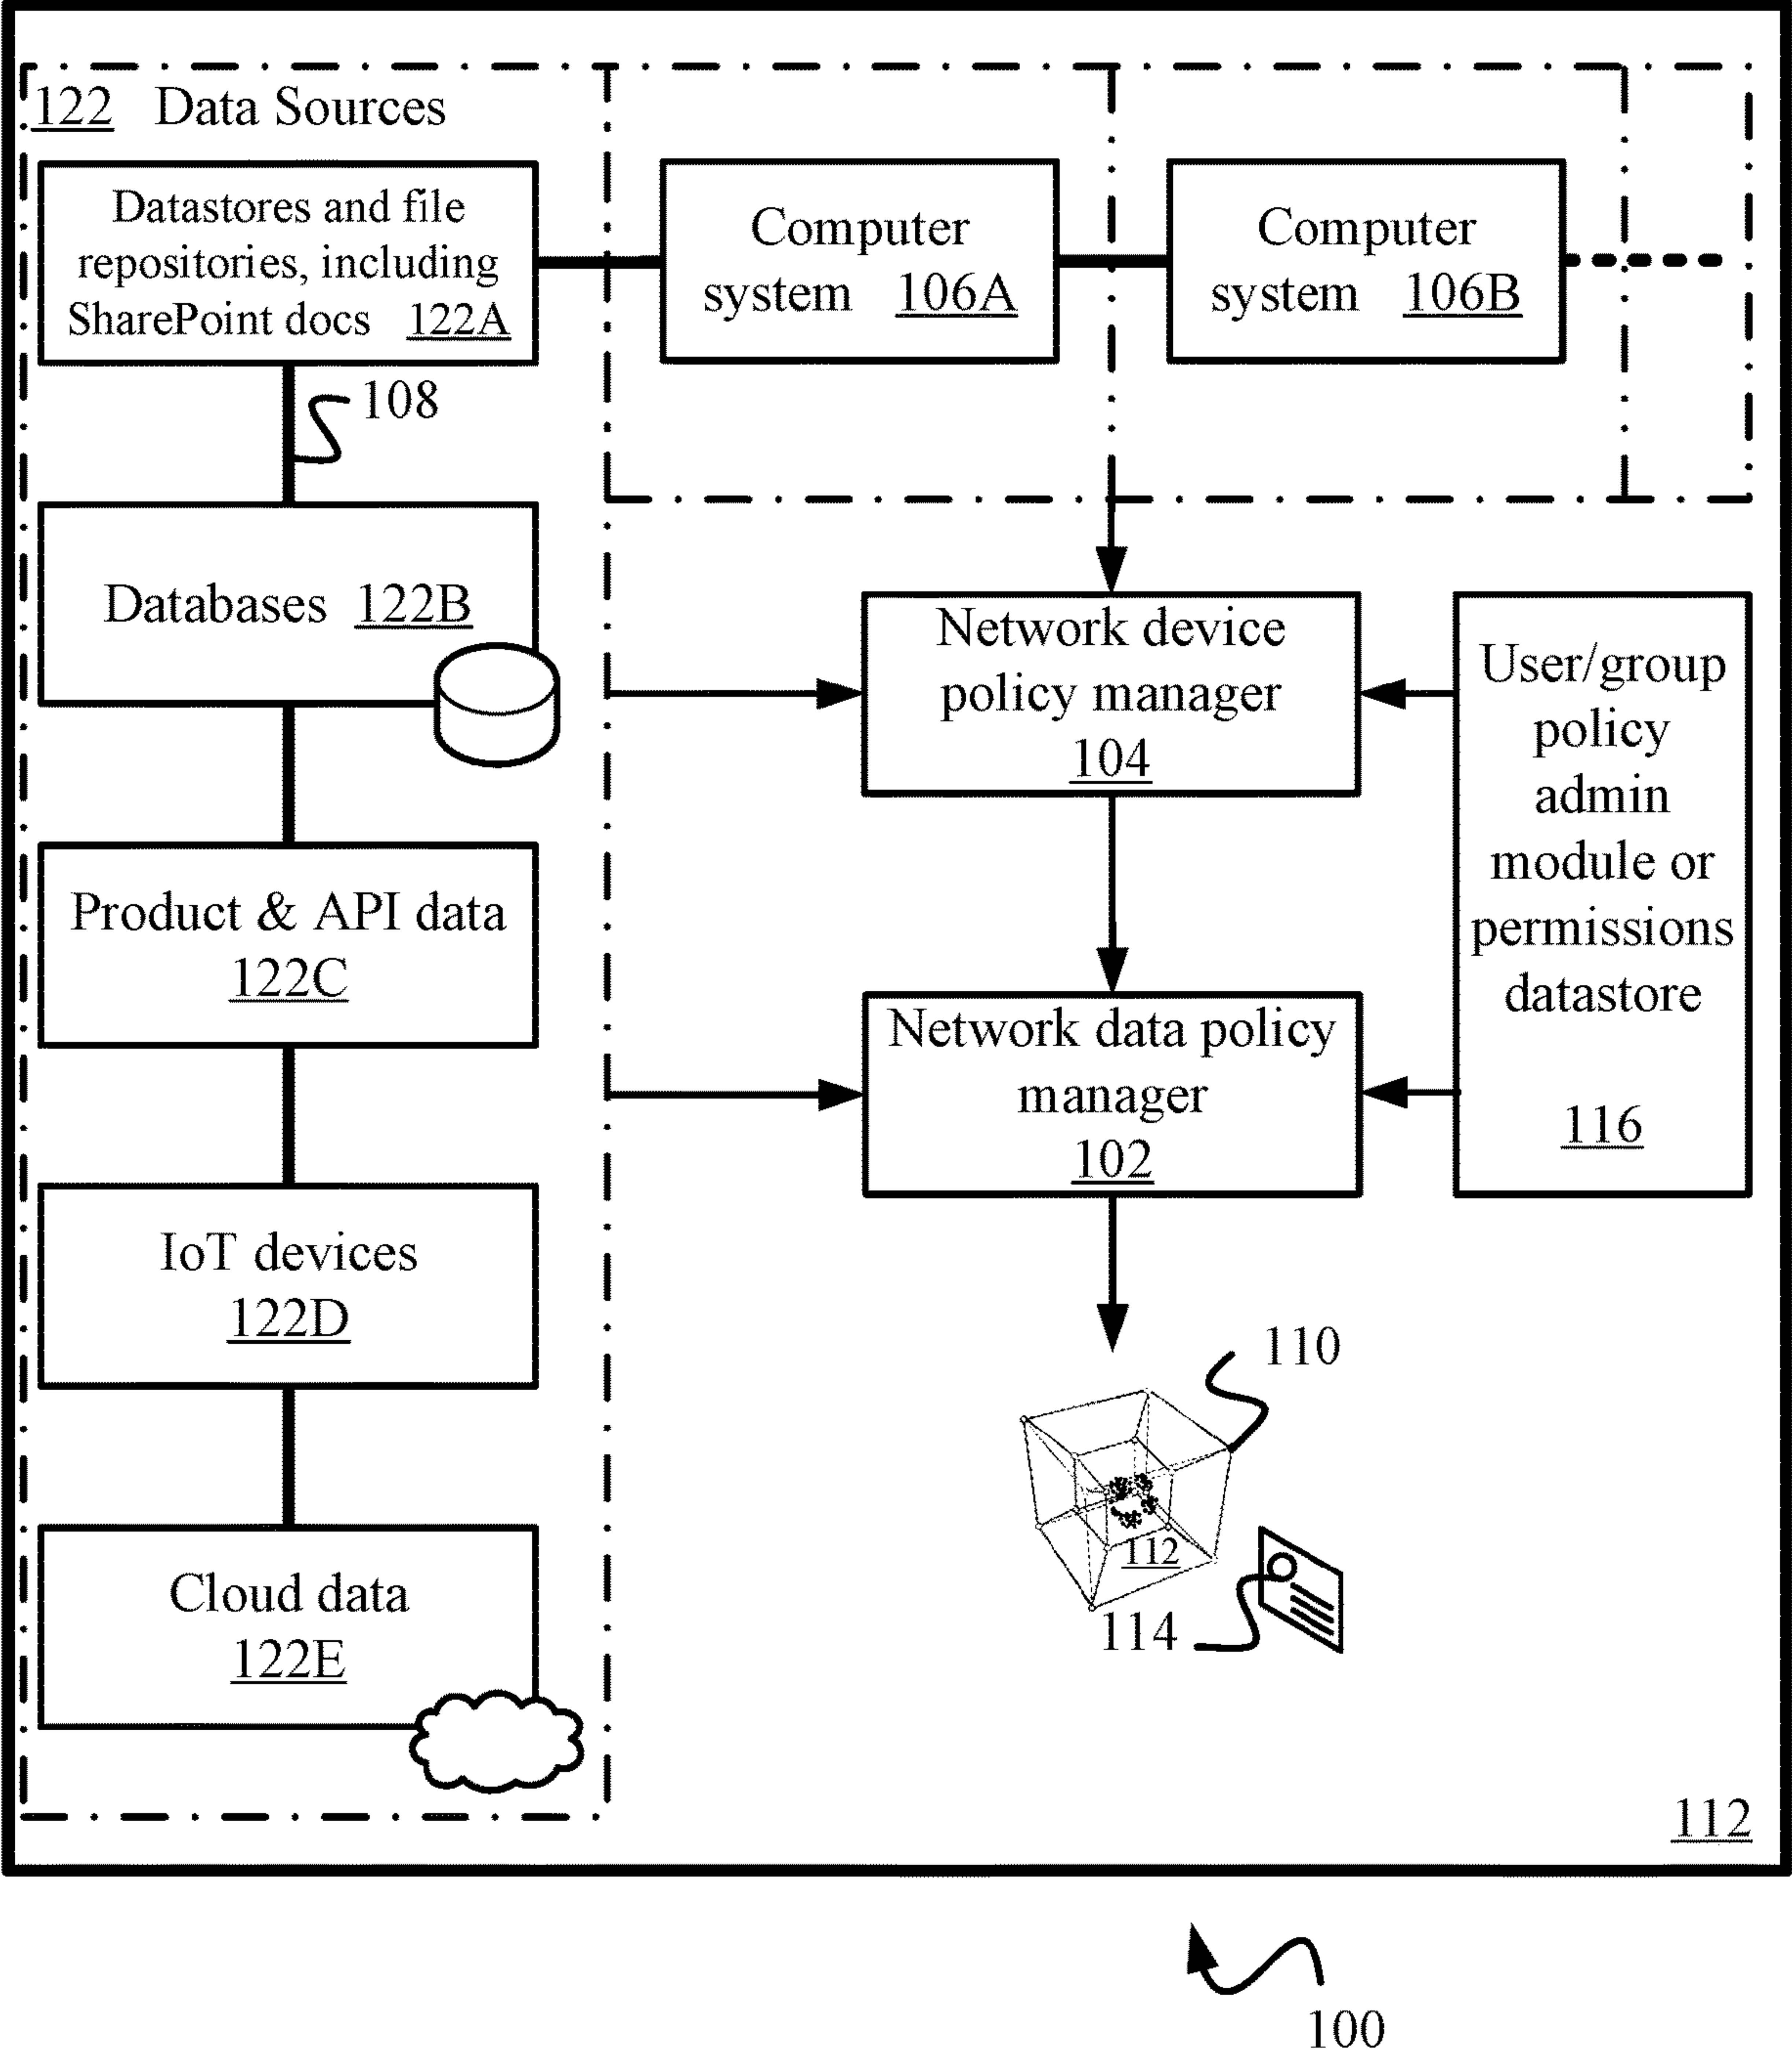 122 Data Sources
Datastores and file
repositories, including
SharePoint docs 122A
108
Databases 122B
Product & API data
122C
IoT devices
122D
Cloud data
122E
Computer
system 106A
Computer
system 106B
Network device
policy manager
104
Network data policy
manager
102
User/group
policy
admin
module or
permissions
datastore
116
110
112
114
112
100